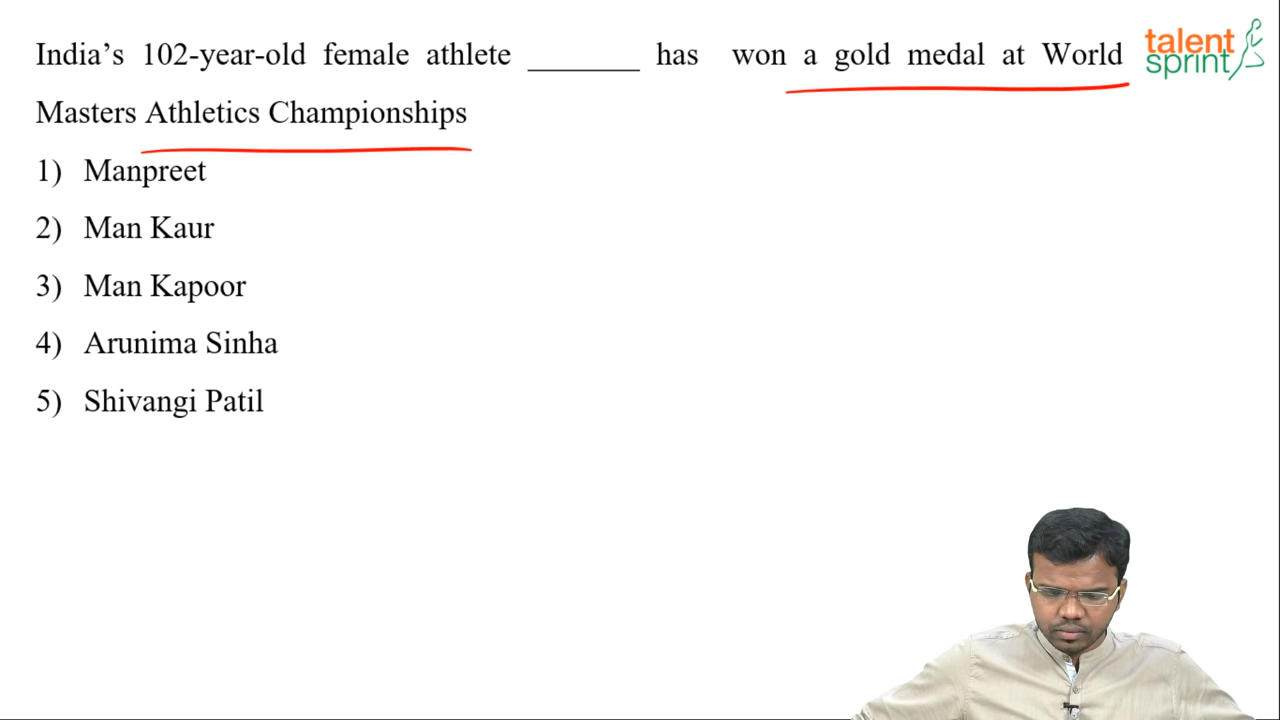 India’s 102-year-old female athlete _______ has won a gold medal at World
Masters Athletics Championships
1) Manpreet
2) Man Kaur
3) Man Kapoor
4) Arunima Sinha
5) Shivangi Patil
talent
sprint